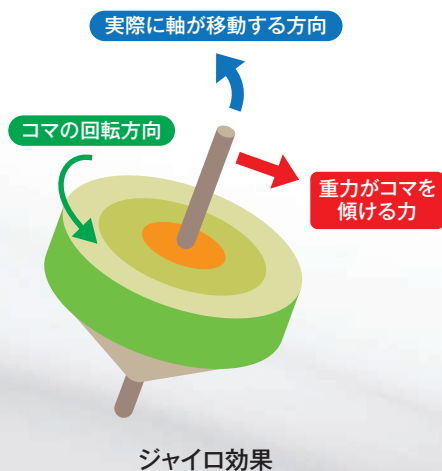 実際に軸が移動する方向
コマの回転方向
重力がコマを
傾ける力
ジャイロ効果